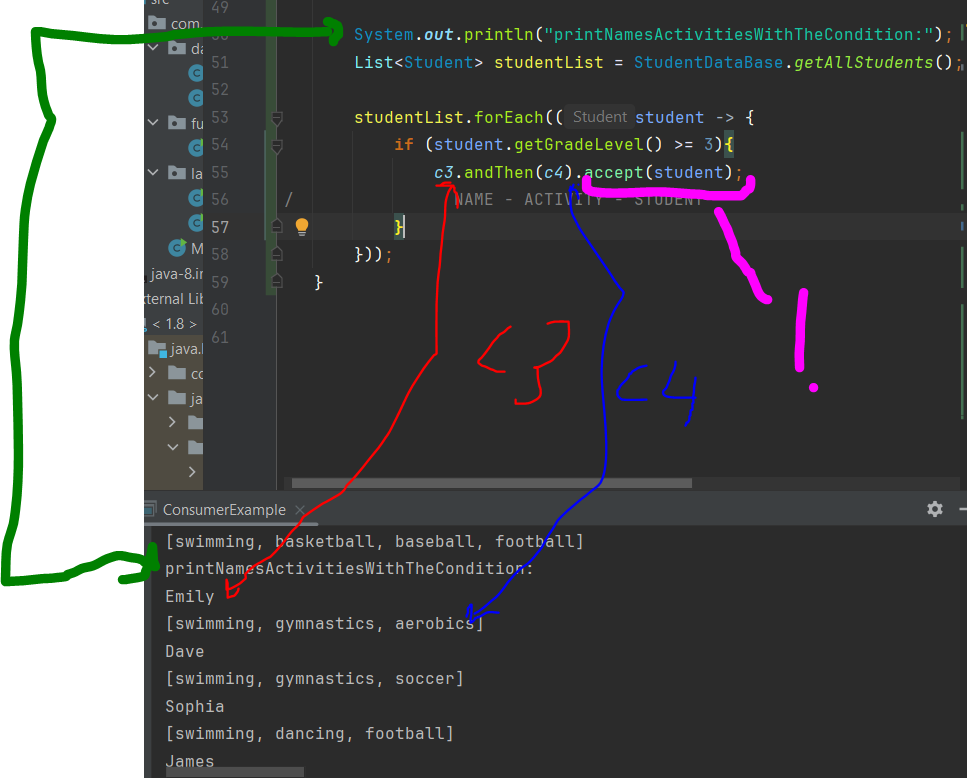 49
src
com
50 System.out.println("printNamesActivitiesWithTheCondition:");
51 List<Student> studentList = StudentDataBase.getAllStudents();
52
53 studentList.forEach(( Student student -> {
54 if (student.getGradeLevel() >= 3){
55 c3.andThen(c4).accept(student);
56 / NAME - ACTIVITY - STUDENT
57 }
58 }));
59 }
60
61
da
fu
la
M
java-8.ir
xternal Lib
< 1.8 >
java.
co
ja
c3
c4
!
ConsumerExample
[swimming, basketball, baseball, football]
printNamesActivitiesWithTheCondition:
Emily
[swimming, gymnastics, aerobics]
Dave
[swimming, gymnastics, soccer]
Sophia
[swimming, dancing, football]
James